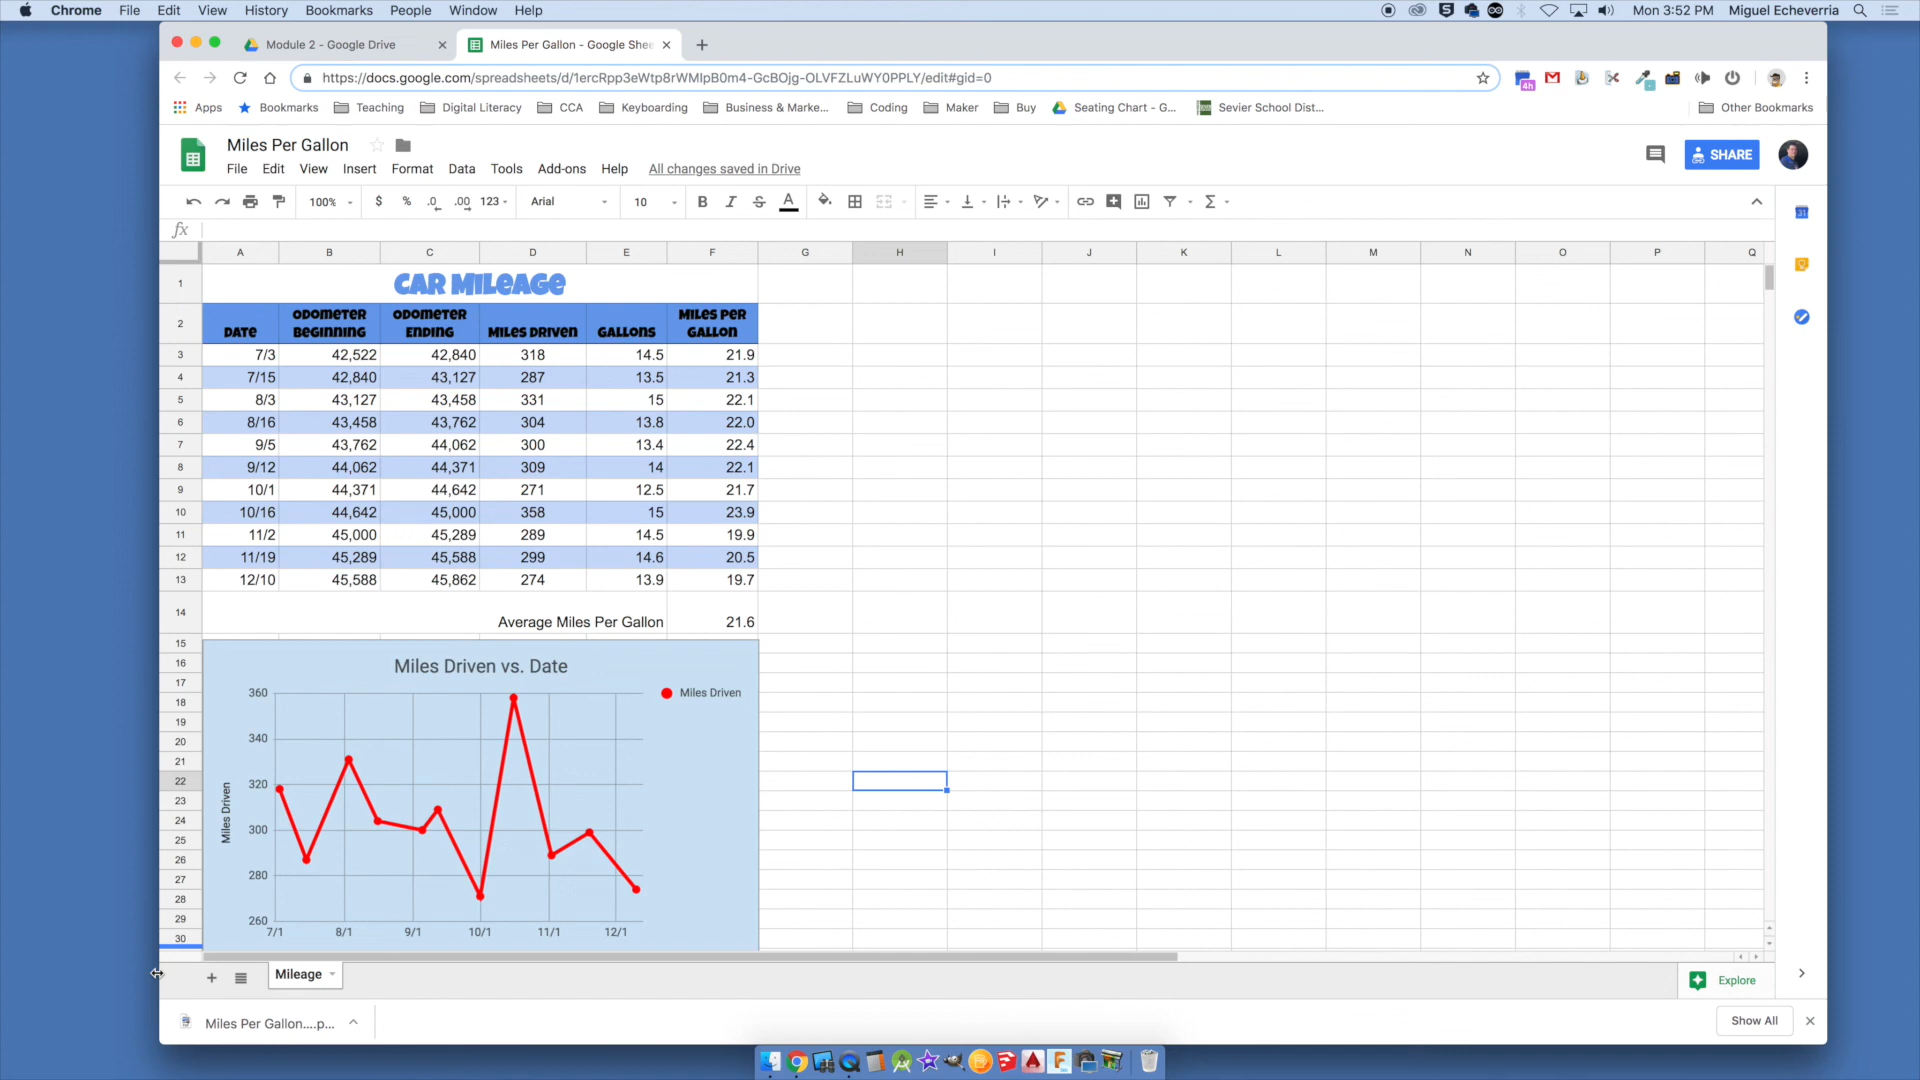 Chrome File Edit View History Bookmarks People Window Help Mon 3:52 PM Miguel Echeverria
Module 2 - Google Drive Miles Per Gallon - Google Shee
https://docs.google.com/spreadsheets/d/1ercRpp3eWtp8rWMIpB0m4-GcBOjg-OLVFZLuWY0PPLY/edit#gid=0
4h
Apps Bookmarks Teaching Digital Literacy CCA Keyboarding Business & Marke... Coding Maker Buy Seating Chart - G... Sevier School Dist... Other Bookmarks
Miles Per Gallon
File Edit View Insert Format Data Tools Add-ons Help All changes saved in Drive
SHARE
100% $ % .0 .00 123 Arial 10 B I S A Σ
31
fx
A B C D E F G H I J K L M N O P Q
1 Car Mileage
2 Date Odometer Beginning Odometer Ending Miles Driven Gallons Miles Per Gallon
3 7/3 42,522 42,840 318 14.5 21.9
4 7/15 42,840 43,127 287 13.5 21.3
5 8/3 43,127 43,458 331 15 22.1
6 8/16 43,458 43,762 304 13.8 22.0
7 9/5 43,762 44,062 300 13.4 22.4
8 9/12 44,062 44,371 309 14 22.1
9 10/1 44,371 44,642 271 12.5 21.7
10 10/16 44,642 45,000 358 15 23.9
11 11/2 45,000 45,289 289 14.5 19.9
12 11/19 45,289 45,588 299 14.6 20.5
13 12/10 45,588 45,862 274 13.9 19.7
14 Average Miles Per Gallon 21.6
15
16 Miles Driven vs. Date
17
18 360 Miles Driven
19
20 340
21
22 320
23
24 300
25 Miles Driven
26
27 280
28
29 260
30 7/1 8/1 9/1 10/1 11/1 12/1
Mileage Explore
Miles Per Gallon....p... Show All